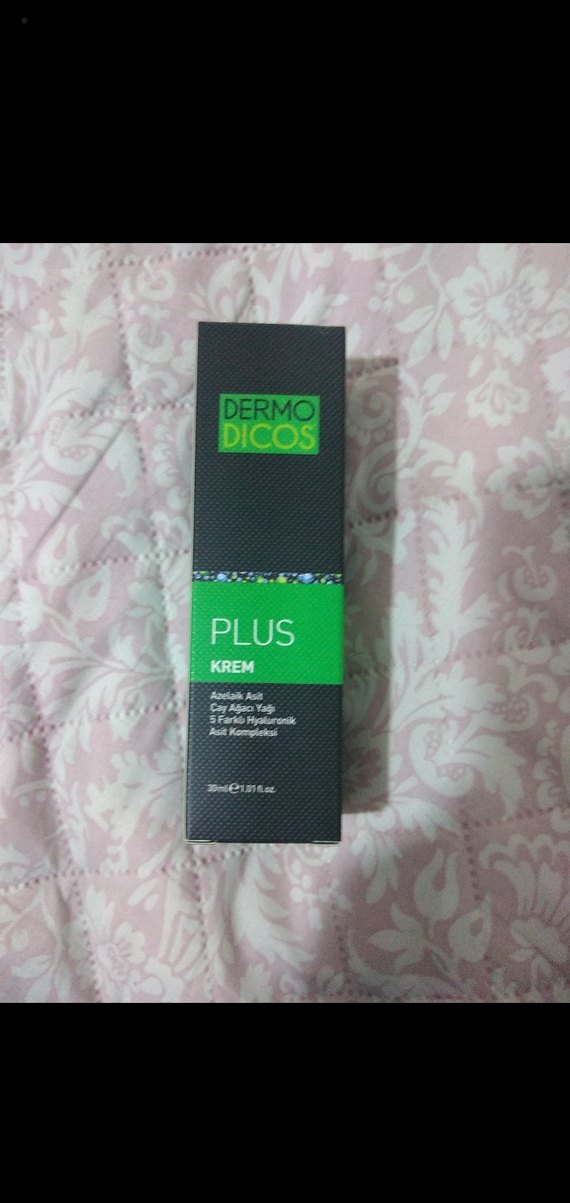 DERMO
DICOS
PLUS
KREM
Azelaik Asit
Çay Ağacı Yağı
5 Farklı Hyaluronik
Asit Kompleksi
30ml ℮ 1.01 fl.oz.